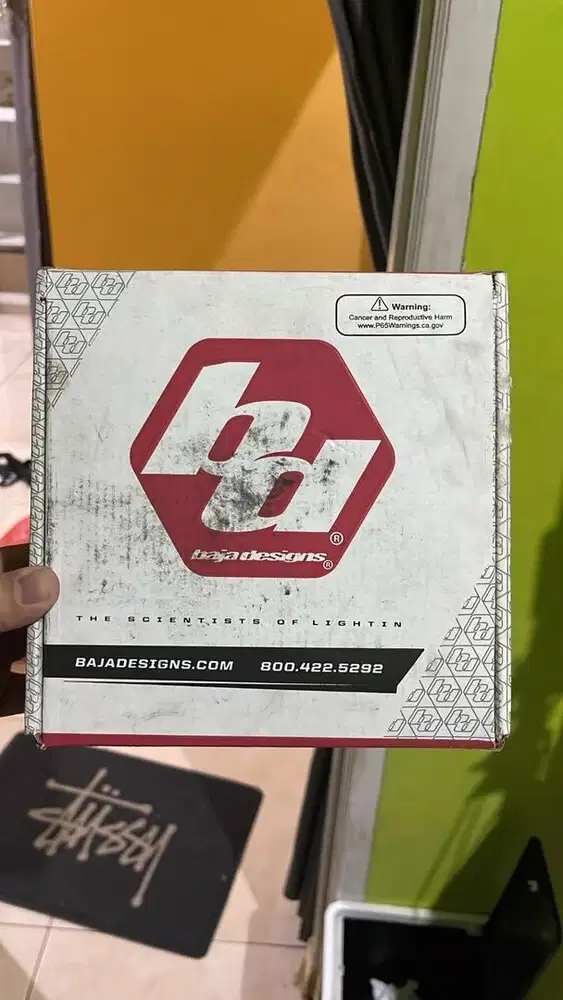 Warning:
Cancer and Reproductive Harm
www.P65Warnings.ca.gov
bd
®
baja designs
®
THE SCIENTISTS OF LIGHTIN
BAJADESIGNS.COM 800.422.5292
STÜSSY